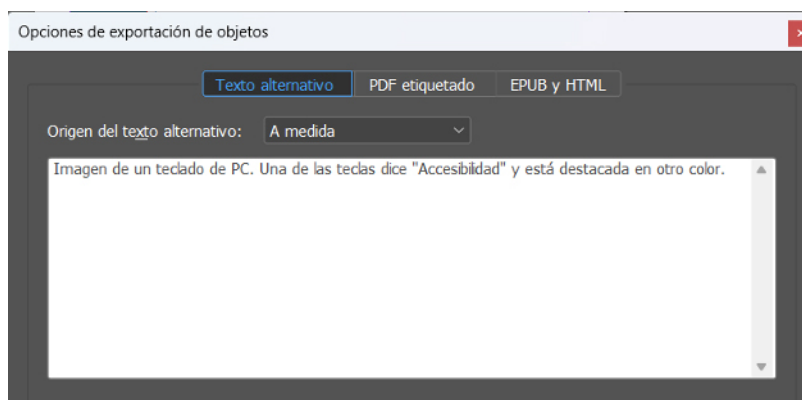 Opciones de exportación de objetos
Texto alternativo PDF etiquetado EPUB y HTML
Origen del texto alternativo: A medida
Imagen de un teclado de PC. Una de las teclas dice "Accesibilidad" y está destacada en otro color.